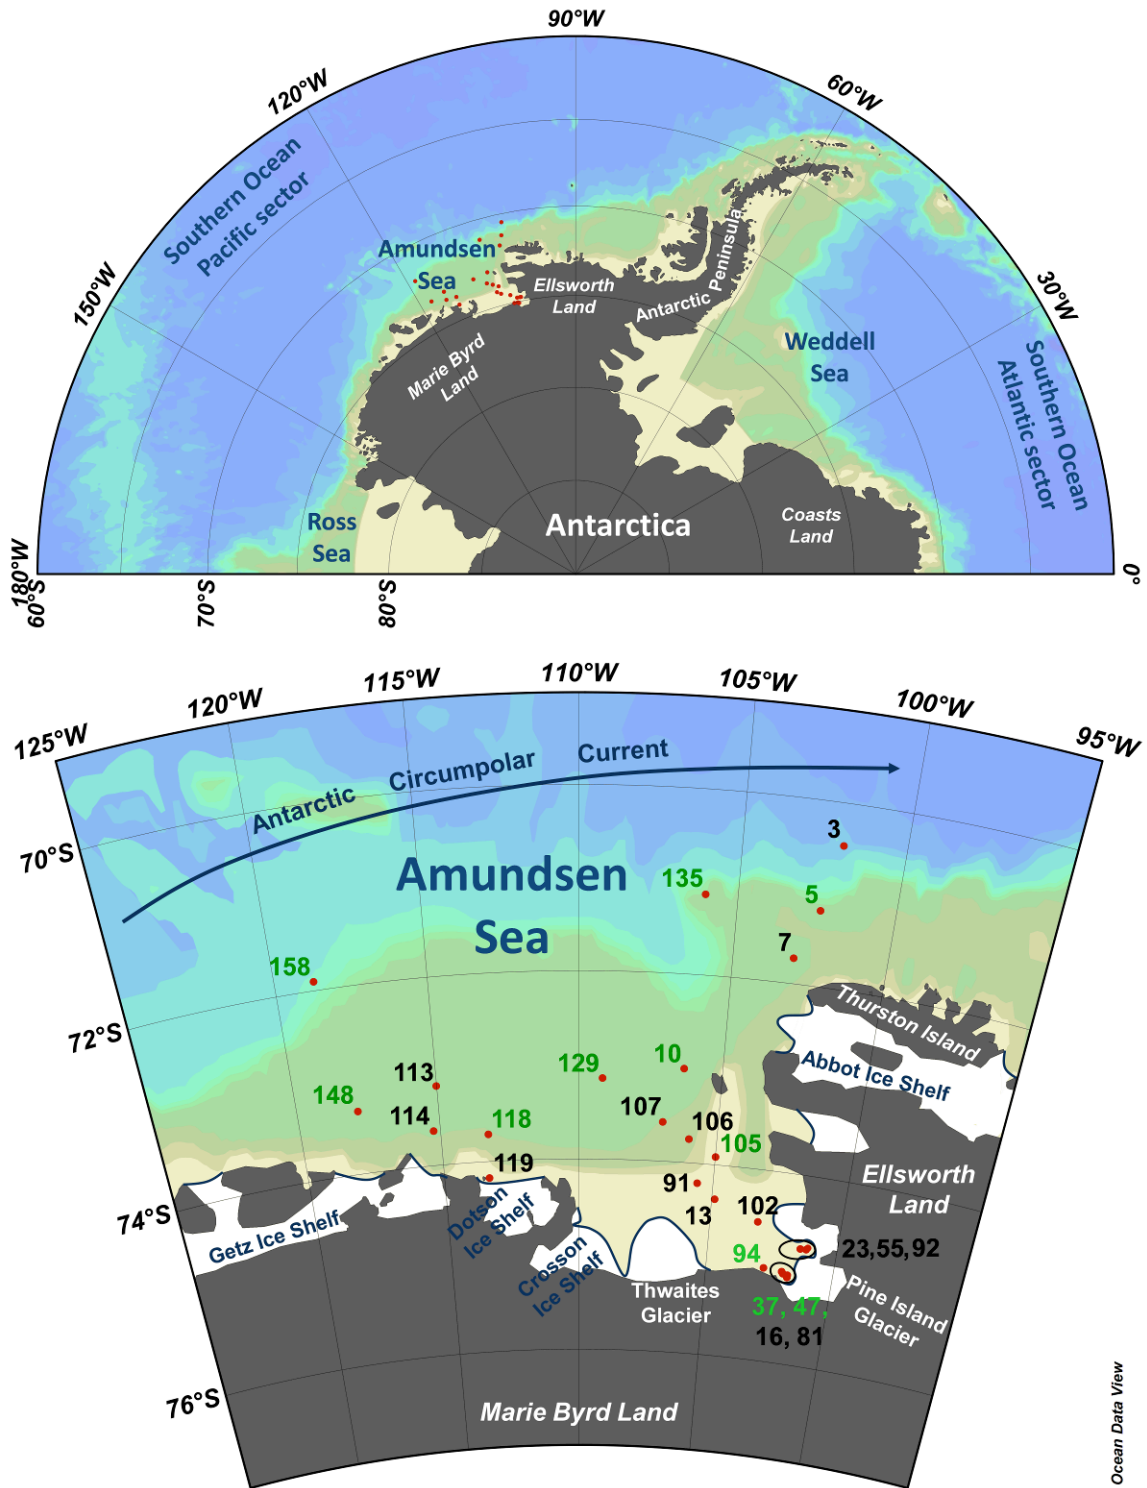 90°W
120°W
60°W
Southern Ocean
Pacific sector
Amundsen
Sea
150°W
30°W
Ellsworth
Land
Antarctic Peninsula
Marie Byrd
Land
Weddell
Sea
Southern Ocean
Atlantic sector
Ross
Sea
Antarctica
Coasts
Land
180°W
0°
60°S
70°S
80°S
125°W
120°W
115°W
110°W
105°W
100°W
95°W
Antarctic Circumpolar Current
70°S
3
Amundsen
Sea
135
5
7
158
72°S
Thurston Island
Abbot Ice Shelf
129
10
148
113
114
118
107
106
105
119
91
13
102
Ellsworth
Land
74°S
Getz Ice Shelf
Dotson
Ice Shelf
Crosson
Ice Shelf
94
23,55,92
Thwaites
Glacier
37, 47,
16, 81
Pine Island
Glacier
76°S
Marie Byrd Land
Ocean Data View